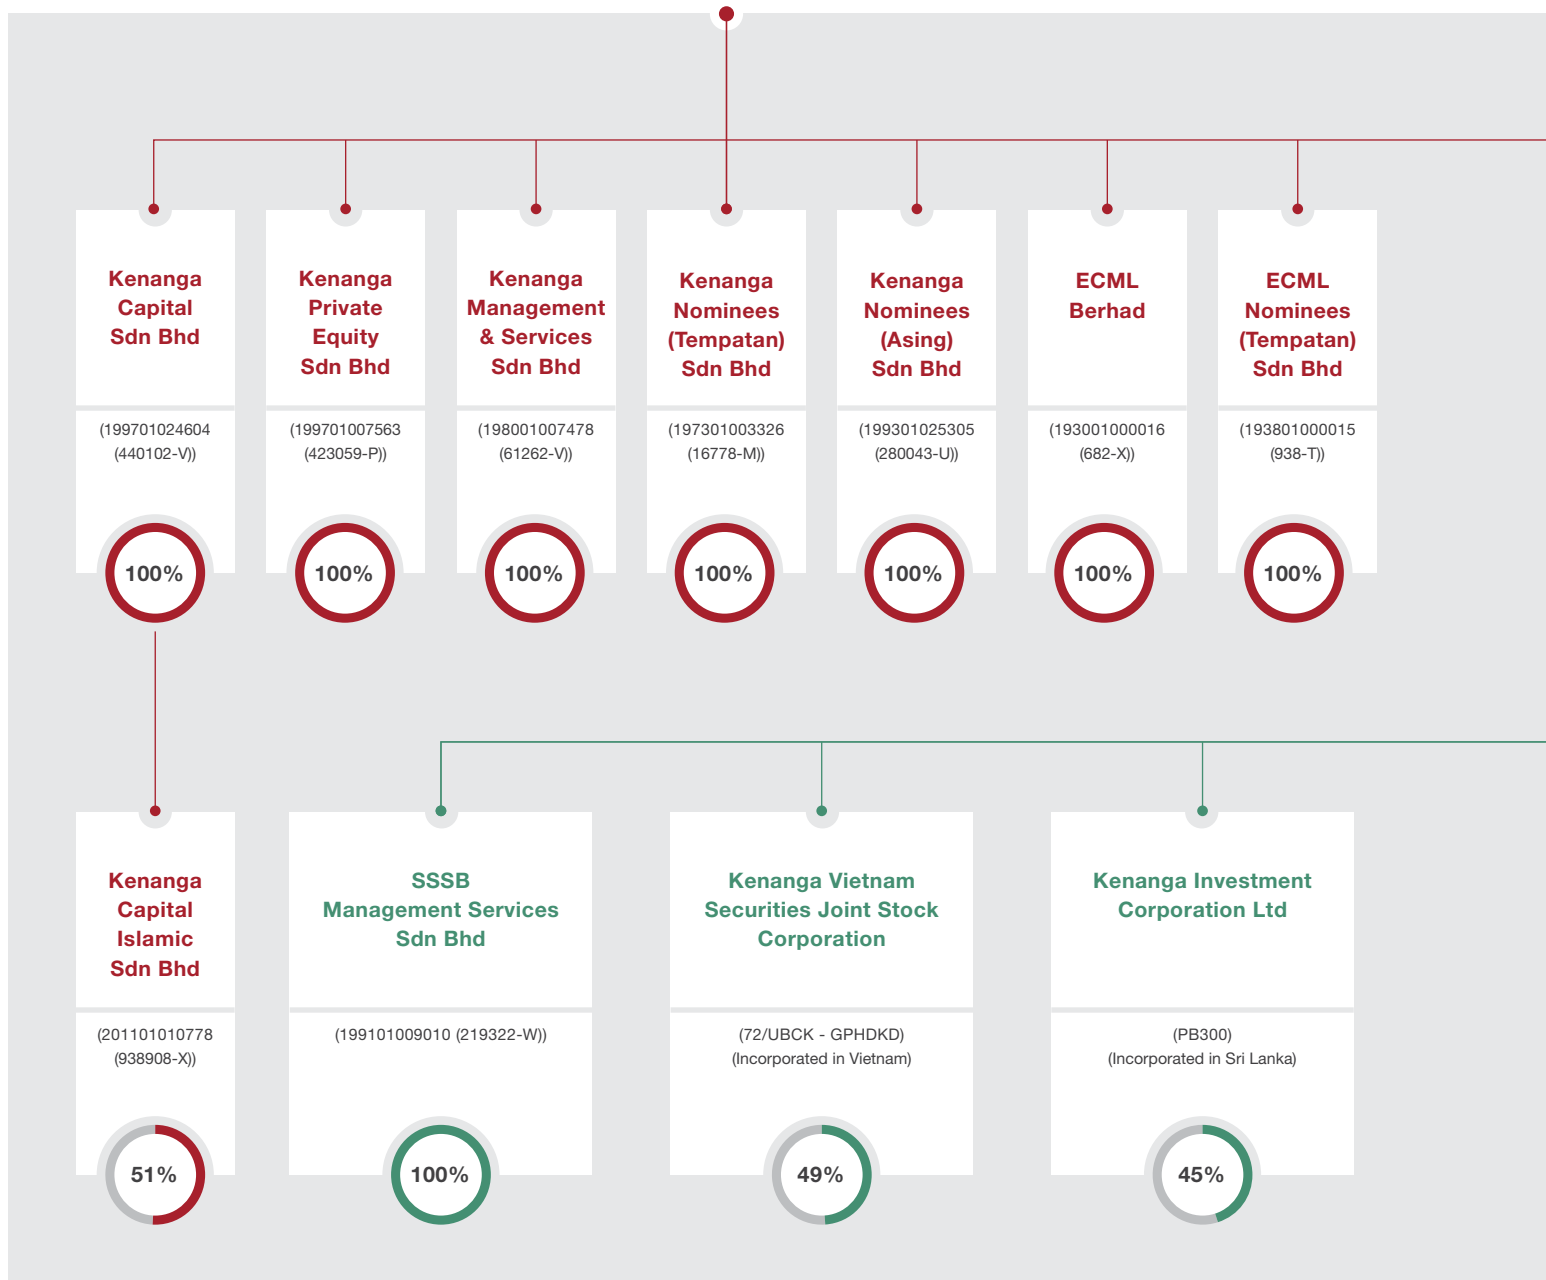 Kenanga
Capital
Sdn Bhd
(199701024604
(440102-V))
100%
Kenanga
Private
Equity
Sdn Bhd
(199701007563
(423059-P))
100%
Kenanga
Management
& Services
Sdn Bhd
(198001007478
(61262-V))
100%
Kenanga
Nominees
(Tempatan)
Sdn Bhd
(197301003326
(16778-M))
100%
Kenanga
Nominees
(Asing)
Sdn Bhd
(199301025305
(280043-U))
100%
ECML
Berhad
(193001000016
(682-X))
100%
ECML
Nominees
(Tempatan)
Sdn Bhd
(193801000015
(938-T))
100%
Kenanga
Capital
Islamic
Sdn Bhd
(201101010778
(938908-X))
51%
SSSB
Management Services
Sdn Bhd
(199101009010 (219322-W))
100%
Kenanga Vietnam
Securities Joint Stock
Corporation
(72/UBCK - GPHDKD)
(Incorporated in Vietnam)
49%
Kenanga Investment
Corporation Ltd
(PB300)
(Incorporated in Sri Lanka)
45%